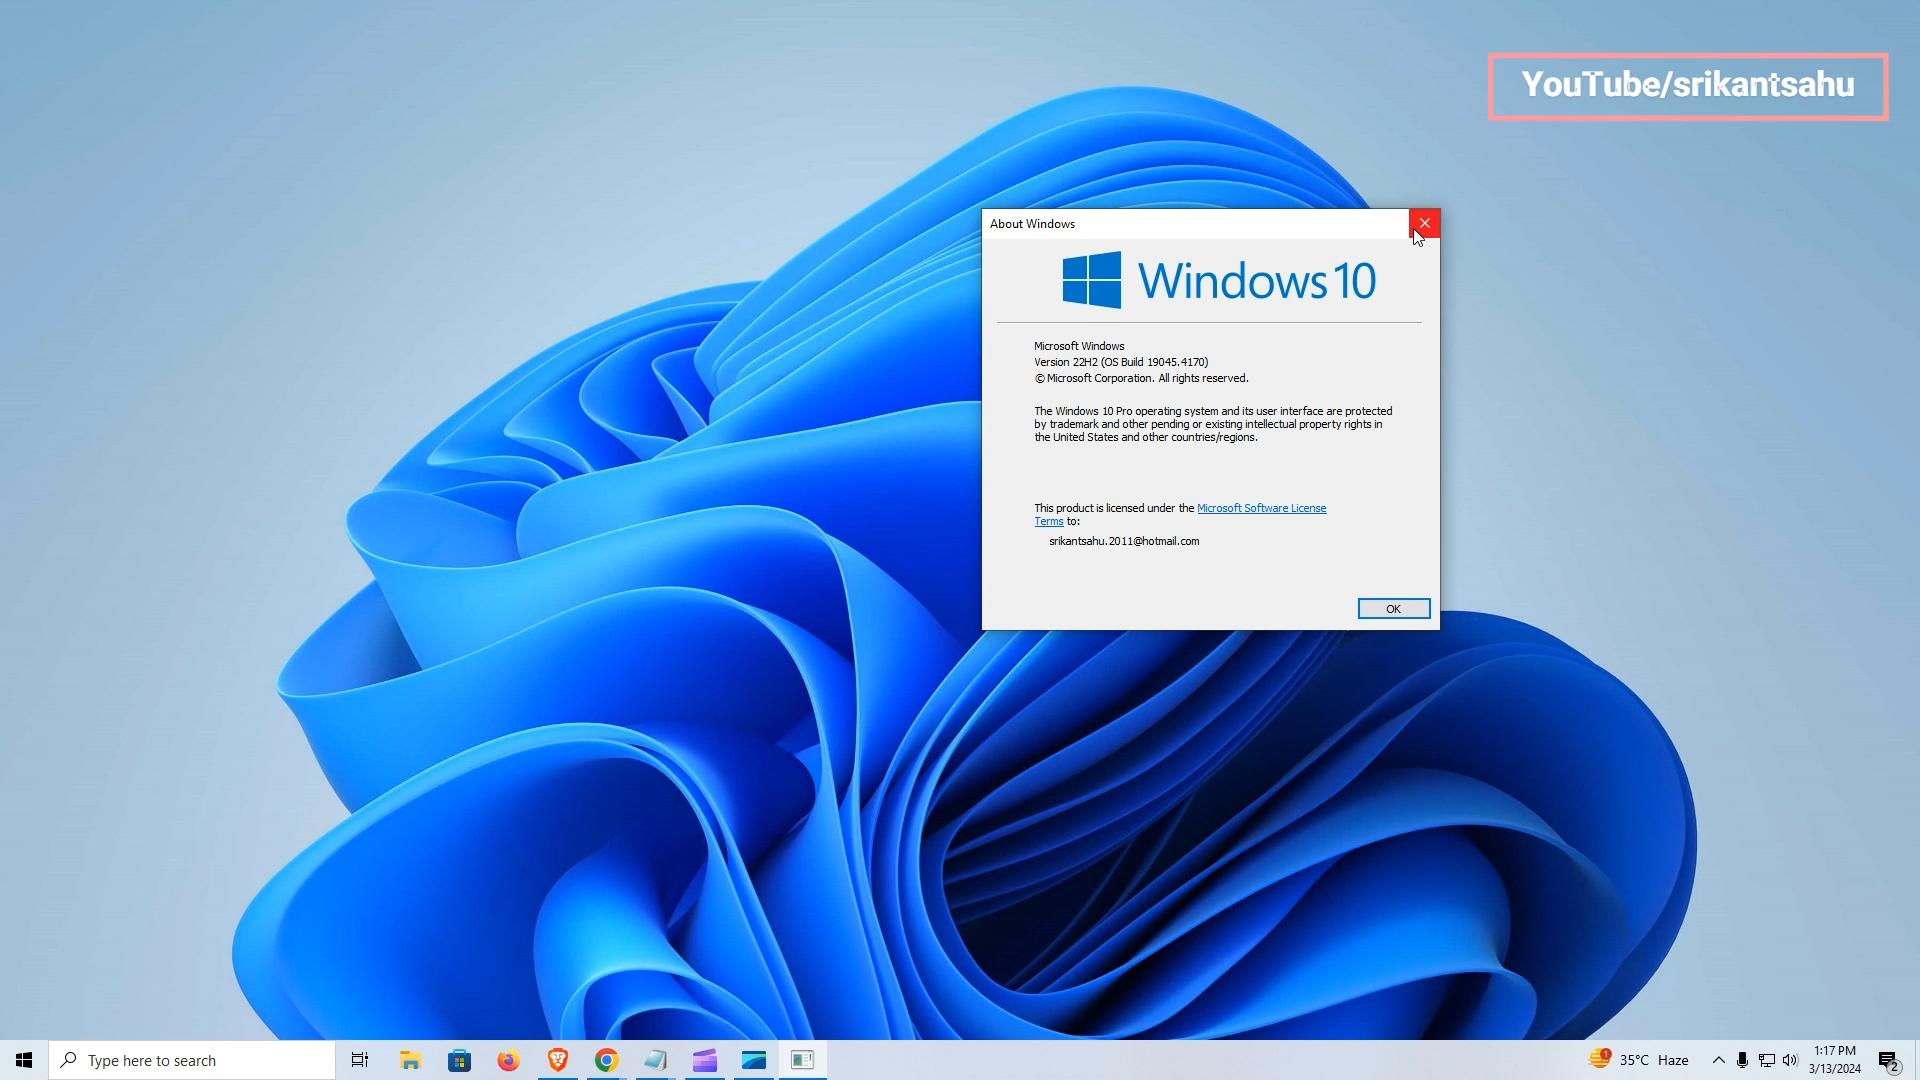 YouTube/srikantsahu
About Windows
Windows 10
Microsoft Windows
Version 22H2 (OS Build 19045.4170)
© Microsoft Corporation. All rights reserved.
The Windows 10 Pro operating system and its user interface are protected
by trademark and other pending or existing intellectual property rights in
the United States and other countries/regions.
This product is licensed under the Microsoft Software License
Terms to:
srikantsahu.2011@hotmail.com
OK
Type here to search
1
35°C Haze
1:17 PM
3/13/2024
2